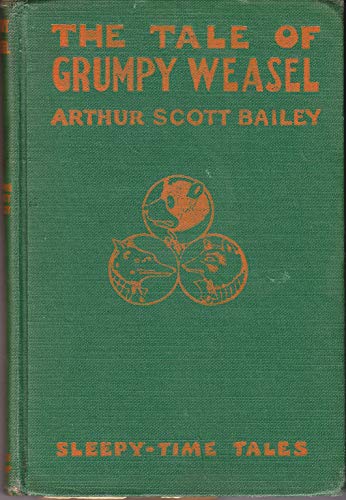 THE TALE OF
GRUMPY WEASEL
ARTHUR SCOTT BAILEY
SLEEPY-TIME TALES